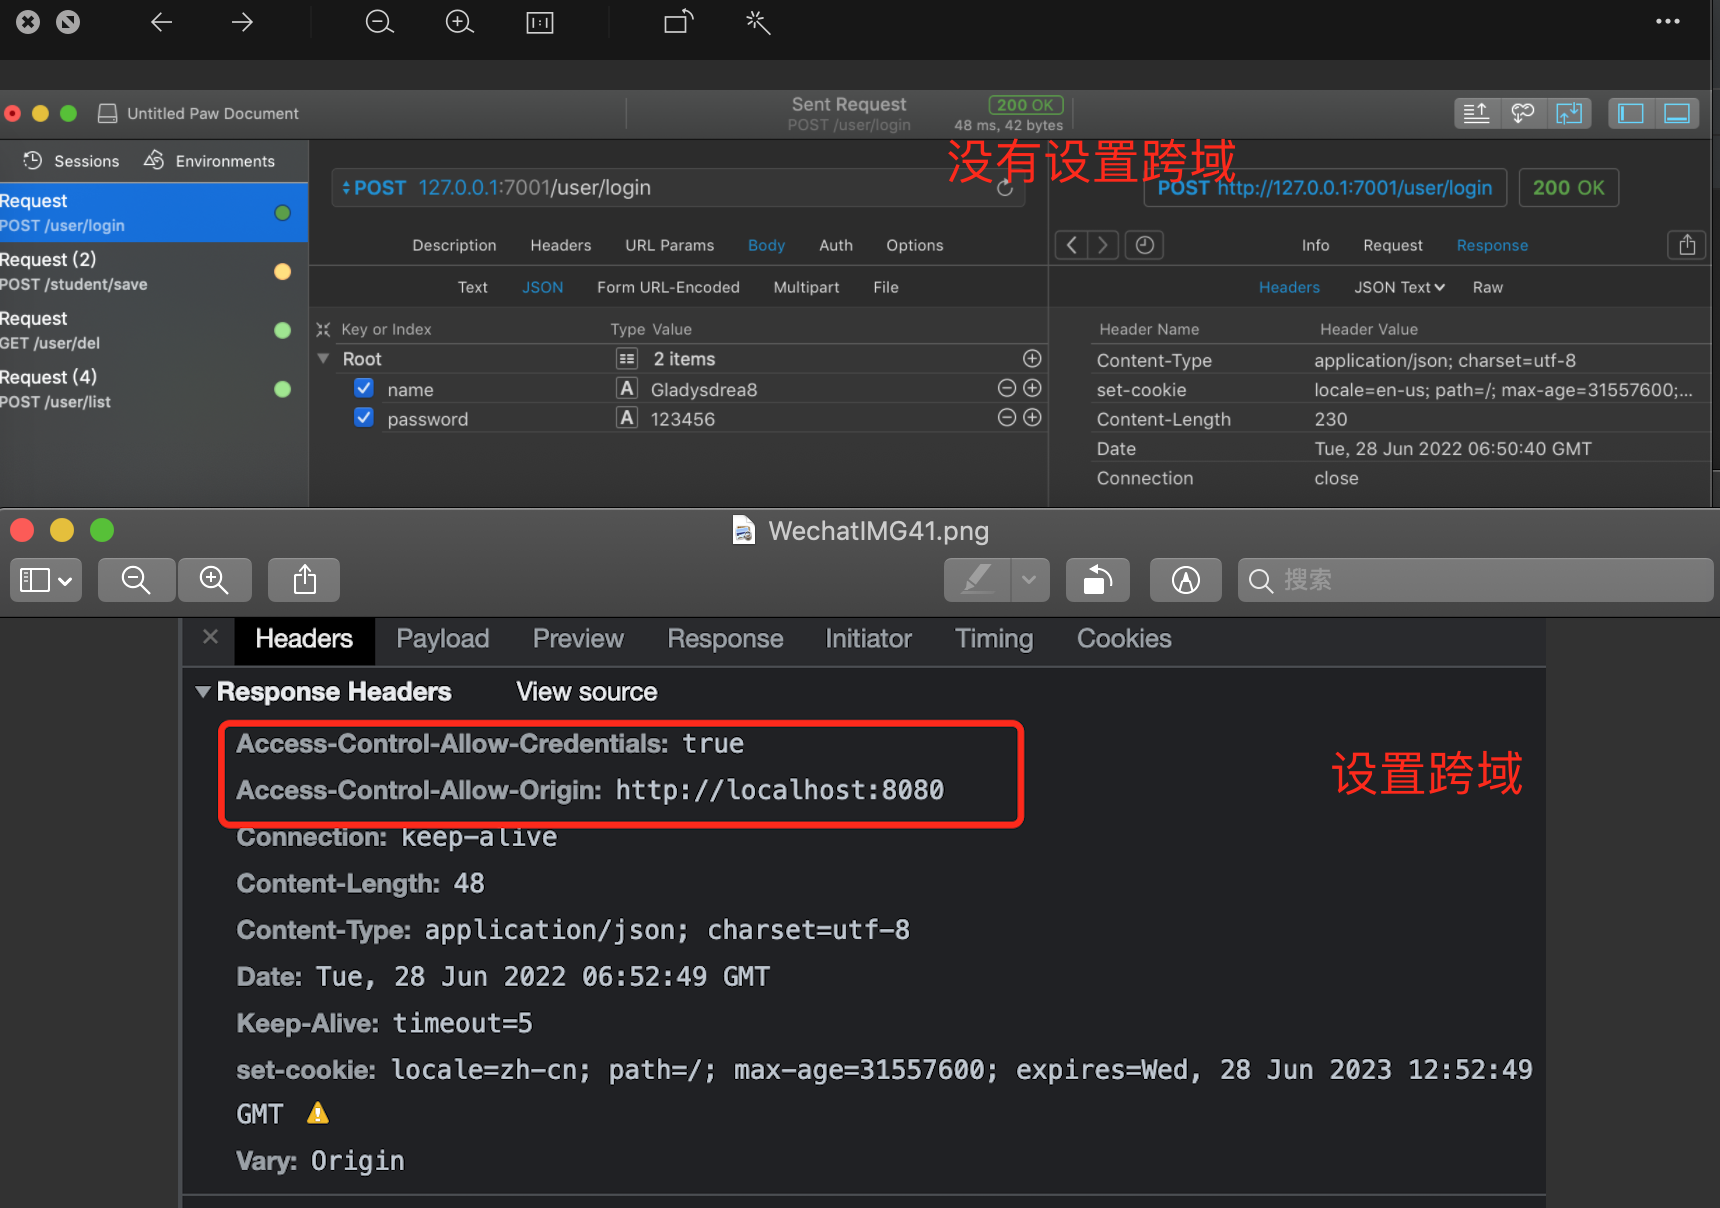 Untitled Paw Document
Sent Request
POST /user/login
200 OK
48 ms, 42 bytes
没有设置跨域
Sessions
Environments
Request
POST /user/login
Request (2)
POST /student/save
Request
GET /user/del
Request (4)
POST /user/list
POST 127.0.0.1:7001/user/login
Description Headers URL Params Body Auth Options
Text JSON Form URL-Encoded Multipart File
Key or Index Type Value
Root 2 items
name A Gladysdrea8
password A 123456
POST http://127.0.0.1:7001/user/login
200 OK
Info Request Response
Headers JSON Text Raw
Header Name Header Value
Content-Type application/json; charset=utf-8
set-cookie locale=en-us; path=/; max-age=31557600;...
Content-Length 230
Date Tue, 28 Jun 2022 06:50:40 GMT
Connection close
WechatIMG41.png
搜索
Headers Payload Preview Response Initiator Timing Cookies
Response Headers View source
Access-Control-Allow-Credentials: true
Access-Control-Allow-Origin: http://localhost:8080
设置跨域
Connection: keep-alive
Content-Length: 48
Content-Type: application/json; charset=utf-8
Date: Tue, 28 Jun 2022 06:52:49 GMT
Keep-Alive: timeout=5
set-cookie: locale=zh-cn; path=/; max-age=31557600; expires=Wed, 28 Jun 2023 12:52:49
GMT
Vary: Origin